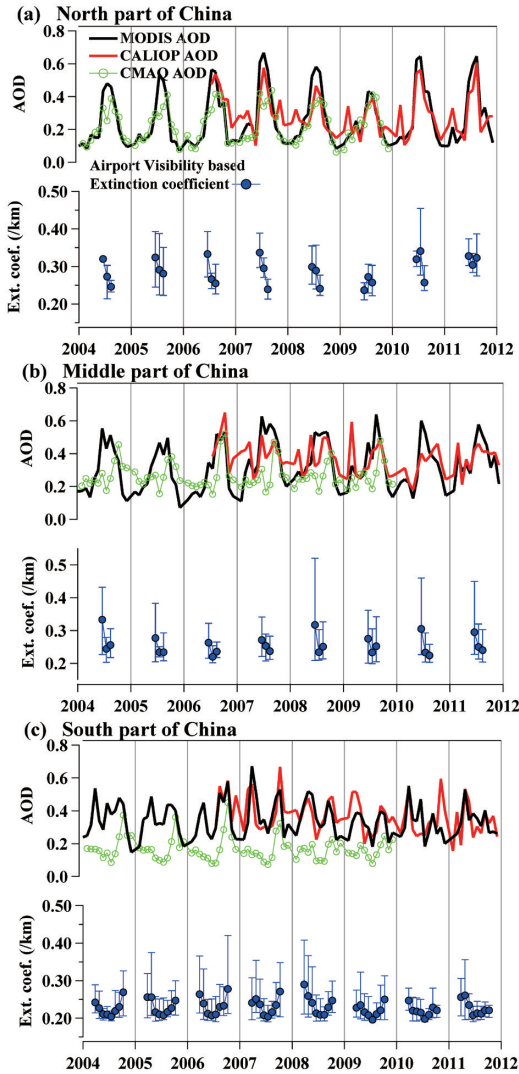 (a) North part of China
0.8
0.6
0.4
0.2
0.0
AOD
MODIS AOD
CALIOP AOD
CMAQ AOD
Airport Visibility based
Extinction coefficient
0.50
0.40
0.30
0.20
Ext. coef. (/km)
2004 2005 2006 2007 2008 2009 2010 2011 2012
(b) Middle part of China
0.8
0.6
0.4
0.2
0.0
AOD
0.5
0.4
0.3
0.2
Ext. coef. (/km)
2004 2005 2006 2007 2008 2009 2010 2011 2012
(c) South part of China
0.8
0.6
0.4
0.2
0.0
AOD
0.50
0.40
0.30
0.20
Ext. coef. (/km)
2004 2005 2006 2007 2008 2009 2010 2011 2012